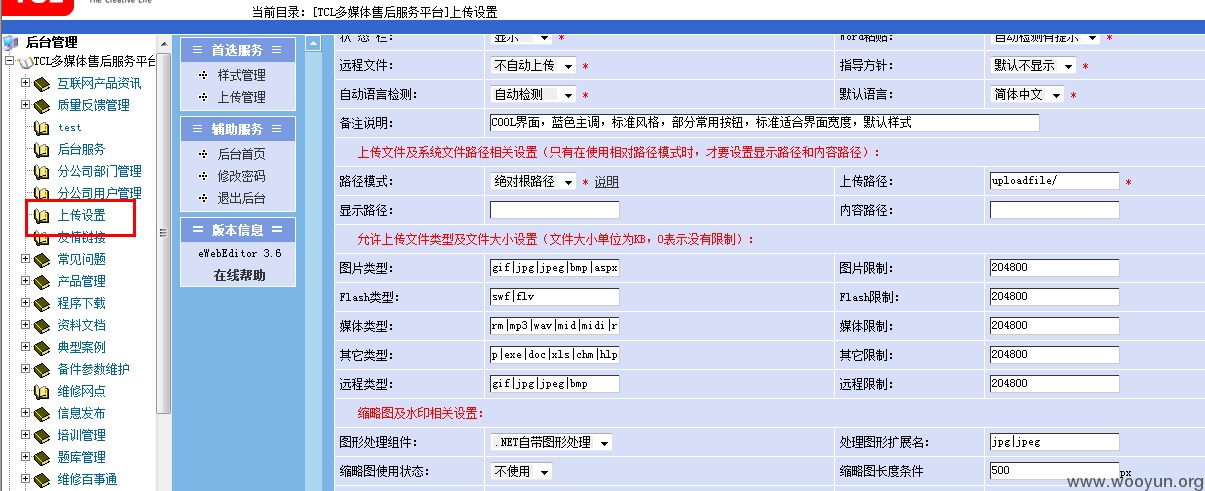 TCL The Creative Life
当前目录：[TCL多媒体售后服务平台]上传设置
后台管理
TCL多媒体售后服务平台
互联网产品资讯
质量反馈管理
test
后台服务
分公司部门管理
分公司用户管理
上传设置
友情链接
常见问题
产品管理
程序下载
资料文档
典型案例
备件参数维护
维修网点
信息发布
培训管理
题库管理
维修百事通
首选服务
样式管理
上传管理
辅助服务
后台首页
修改密码
退出后台
版本信息
eWebEditor 3.6
在线帮助
状 态 栏： 显示 * Word粘贴： 自动检测有提示 *
远程文件： 不自动上传 * 指导方针： 默认不显示 *
自动语言检测： 自动检测 * 默认语言： 简体中文 *
备注说明： COOL界面，蓝色主调，标准风格，部分常用按钮，标准适合界面宽度，默认样式
上传文件及系统文件路径相关设置（只有在使用相对路径模式时，才要设置显示路径和内容路径）：
路径模式： 绝对根路径 * 说明 上传路径： uploadfile/ *
显示路径： 内容路径：
允许上传文件类型及文件大小设置（文件大小单位为KB，0表示没有限制）：
图片类型： gif|jpg|jpeg|bmp|aspx 图片限制： 204800
Flash类型： swf|flv Flash限制： 204800
媒体类型： rm|mp3|wav|mid|midi|r 媒体限制： 204800
其它类型： p|exe|doc|xls|chm|hlp 其它限制： 204800
远程类型： gif|jpg|jpeg|bmp 远程限制： 204800
缩略图及水印相关设置：
图形处理组件： .NET自带图形处理 处理图形扩展名： jpg|jpeg
缩略图使用状态： 不使用 缩略图长度条件 500 px
www.wooyun.org